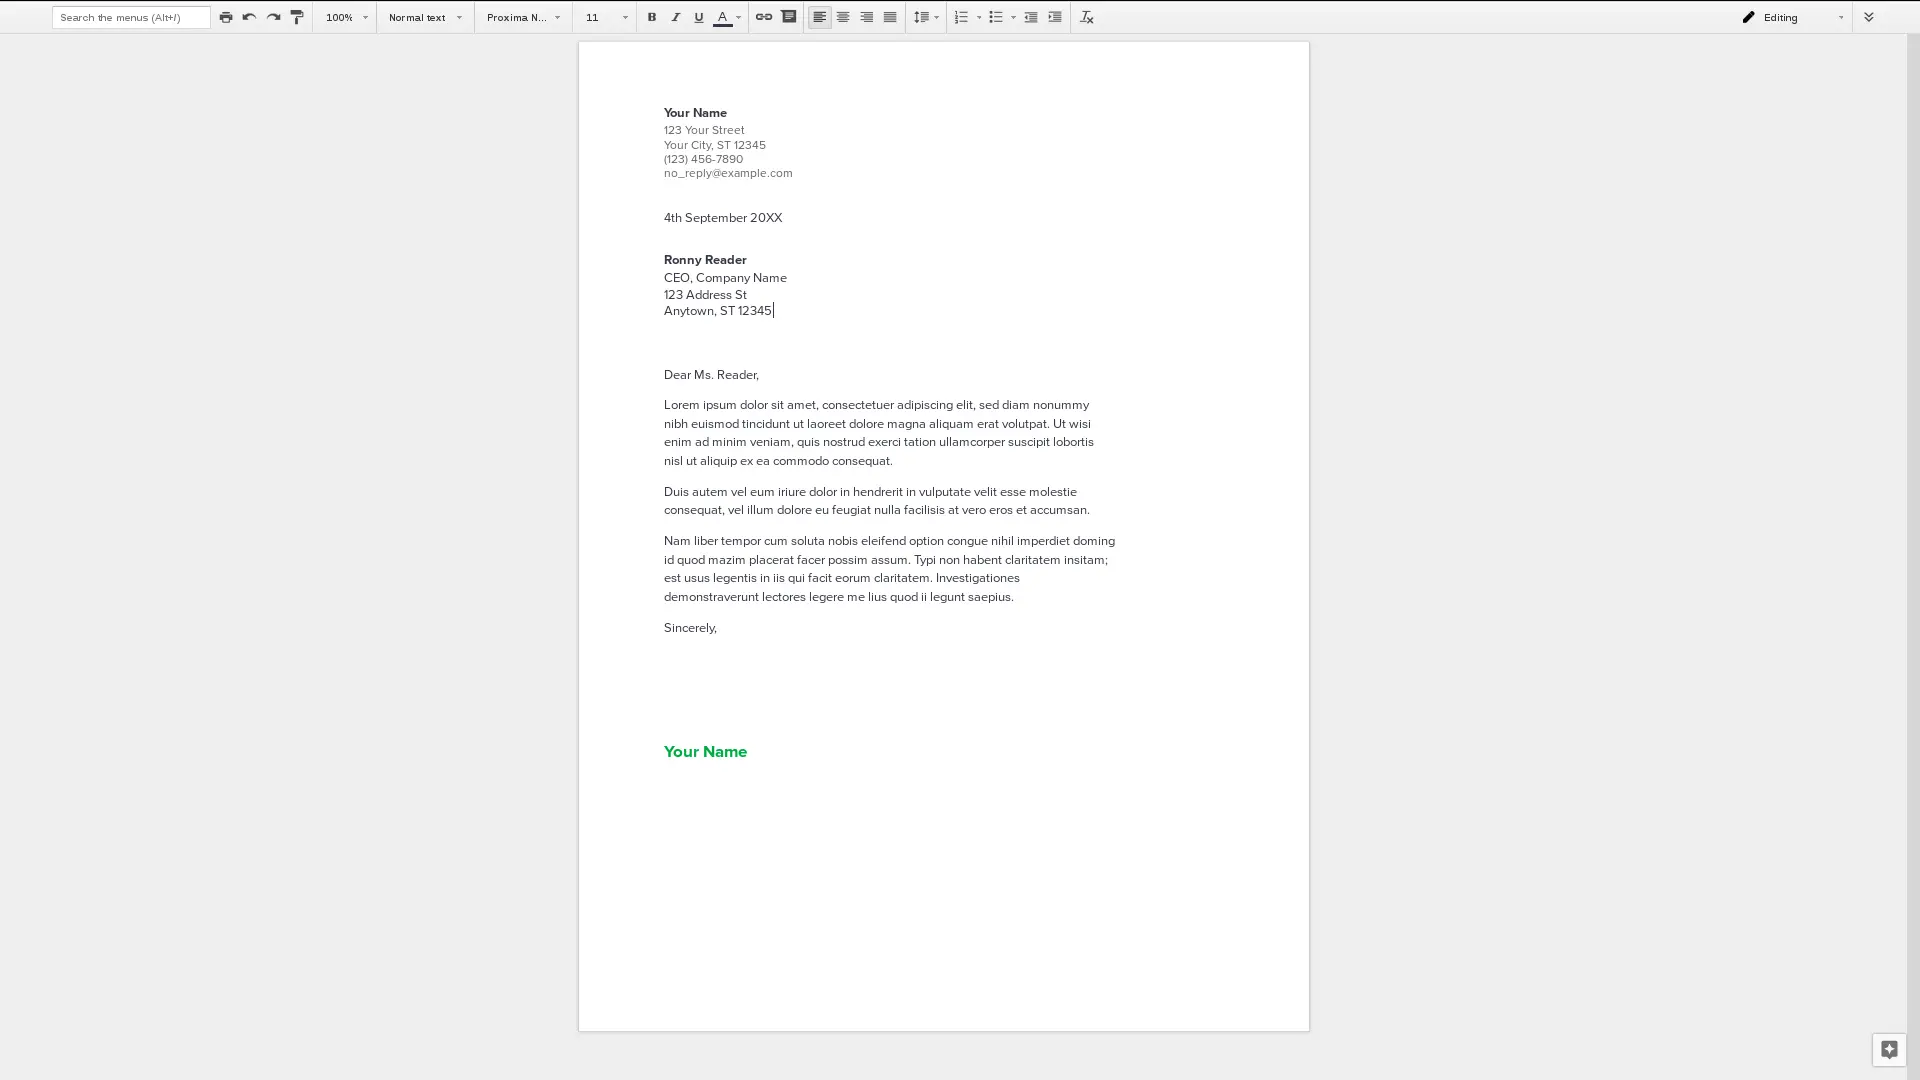 Search the menus (Alt+/)
100%
Normal text
Proxima N...
11
B
I
U
A
Editing
Your Name
123 Your Street
Your City, ST 12345
(123) 456-7890
no_reply@example.com
4th September 20XX
Ronny Reader
CEO, Company Name
123 Address St
Anytown, ST 12345
Dear Ms. Reader,
Lorem ipsum dolor sit amet, consectetuer adipiscing elit, sed diam nonummy
nibh euismod tincidunt ut laoreet dolore magna aliquam erat volutpat. Ut wisi
enim ad minim veniam, quis nostrud exerci tation ullamcorper suscipit lobortis
nisl ut aliquip ex ea commodo consequat.
Duis autem vel eum iriure dolor in hendrerit in vulputate velit esse molestie
consequat, vel illum dolore eu feugiat nulla facilisis at vero eros et accumsan.
Nam liber tempor cum soluta nobis eleifend option congue nihil imperdiet doming
id quod mazim placerat facer possim assum. Typi non habent claritatem insitam;
est usus legentis in iis qui facit eorum claritatem. Investigationes
demonstraverunt lectores legere me lius quod ii legunt saepius.
Sincerely,
Your Name